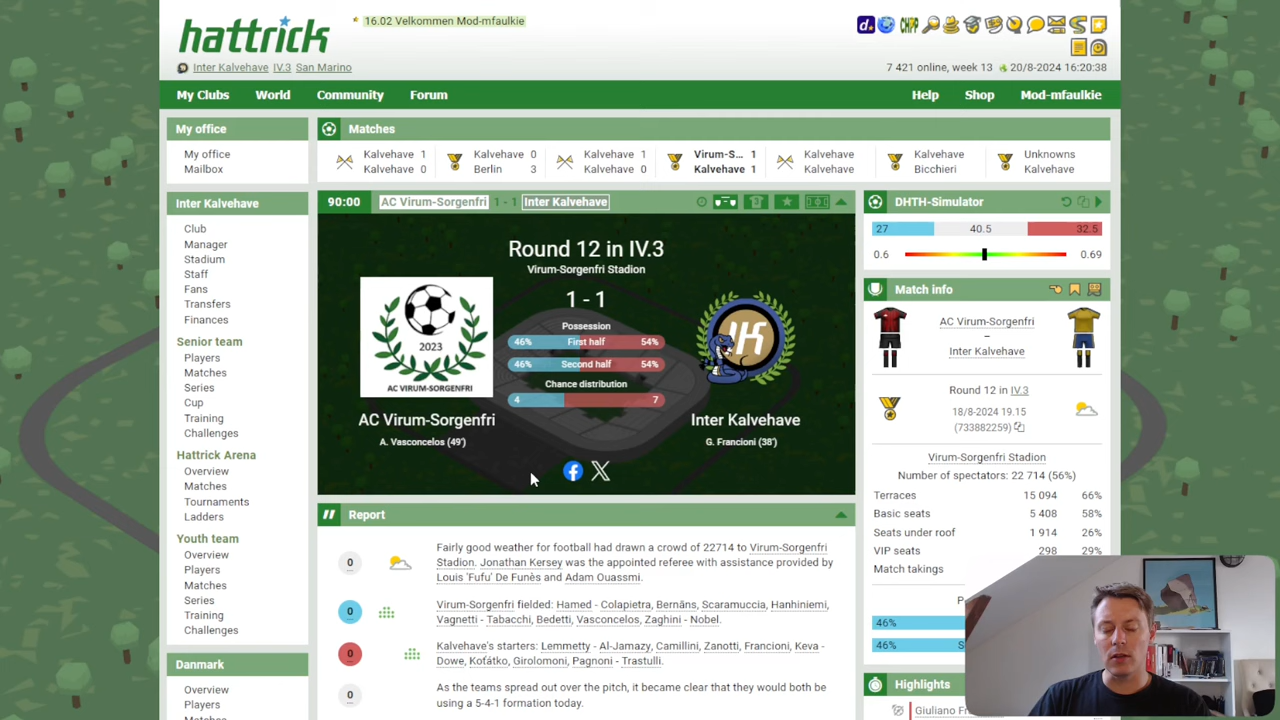 hattrick
16.02 Velkommen Mod-mfaulkie
CHPP
Inter Kalvehave IV.3 San Marino
7 421 online, week 13 20/8-2024 16:20:38
My Clubs World Community Forum Help Shop Mod-mfaulkie
My office
My office
Mailbox
Inter Kalvehave
Club
Manager
Stadium
Staff
Fans
Transfers
Finances
Senior team
Players
Matches
Series
Cup
Training
Challenges
Hattrick Arena
Overview
Matches
Tournaments
Ladders
Youth team
Overview
Players
Matches
Series
Training
Challenges
Danmark
Overview
Players
Matches
Kalvehave 1 Kalvehave 0 Kalvehave 1 Virum-S... 1 Kalvehave Kalvehave Unknowns
Kalvehave 0 Berlin 3 Kalvehave 0 Kalvehave 1 Kalvehave Bicchieri Kalvehave
90:00 AC Virum-Sorgenfri 1 - 1 Inter Kalvehave
Round 12 in IV.3
Virum-Sorgenfri Stadion
1 - 1
Possession
46% First half 54%
46% Second half 54%
Chance distribution
4 7
2023
AC VIRUM-SORGENFRI
IK
AC Virum-Sorgenfri
A. Vasconcelos (49')
Inter Kalvehave
G. Francioni (38')
Report
0 Fairly good weather for football had drawn a crowd of 22714 to Virum-Sorgenfri
Stadion. Jonathan Kersey was the appointed referee with assistance provided by
Louis 'Fufu' De Funès and Adam Ouassmi.
0 Virum-Sorgenfri fielded: Hamed - Colapietra, Bernāns, Scaramuccia, Hanhiniemi,
Vagnetti - Tabacchi, Bedetti, Vasconcelos, Zaghini - Nobel.
0 Kalvehave's starters: Lemmetty - Al-Jamazy, Camillini, Zanotti, Francioni, Keva -
Dowe, Koťátko, Girolomoni, Pagnoni - Trastulli.
0 As the teams spread out over the pitch, it became clear that they would both be
using a 5-4-1 formation today.
DHTH-Simulator
27 40.5 32.5
0.6 0.69
Match info
AC Virum-Sorgenfri
–
Inter Kalvehave
Round 12 in IV.3
18/8-2024 19.15
(733882259)
Virum-Sorgenfri Stadion
Number of spectators: 22 714 (56%)
Terraces 15 094 66%
Basic seats 5 408 58%
Seats under roof 1 914 26%
VIP seats 298 29%
Match takings
46%
46%
Highlights